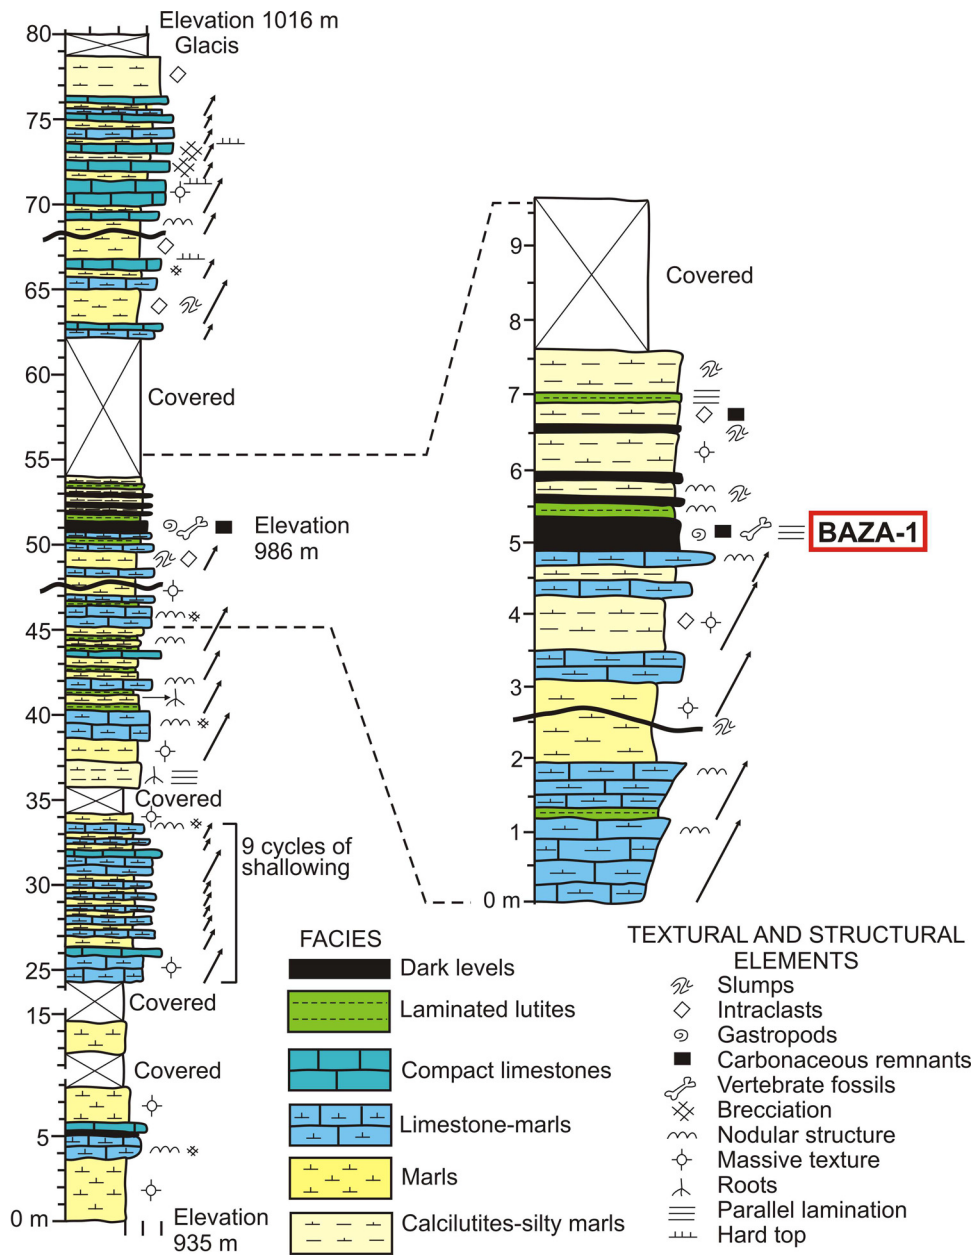 Elevation 1016 m
Glacis
80
75
70
65
60
Covered
55
50
Elevation
986 m
45
40
35
Covered
9 cycles of
shallowing
30
25
Covered
15
Covered
5
0 m
Elevation
935 m
9
Covered
8
7
6
5
BAZA-1
4
3
2
1
0 m
FACIES
Dark levels
Laminated lutites
Compact limestones
Limestone-marls
Marls
Calcilutites-silty marls
TEXTURAL AND STRUCTURAL
ELEMENTS
Slumps
Intraclasts
Gastropods
Carbonaceous remnants
Vertebrate fossils
Brecciation
Nodular structure
Massive texture
Roots
Parallel lamination
Hard top